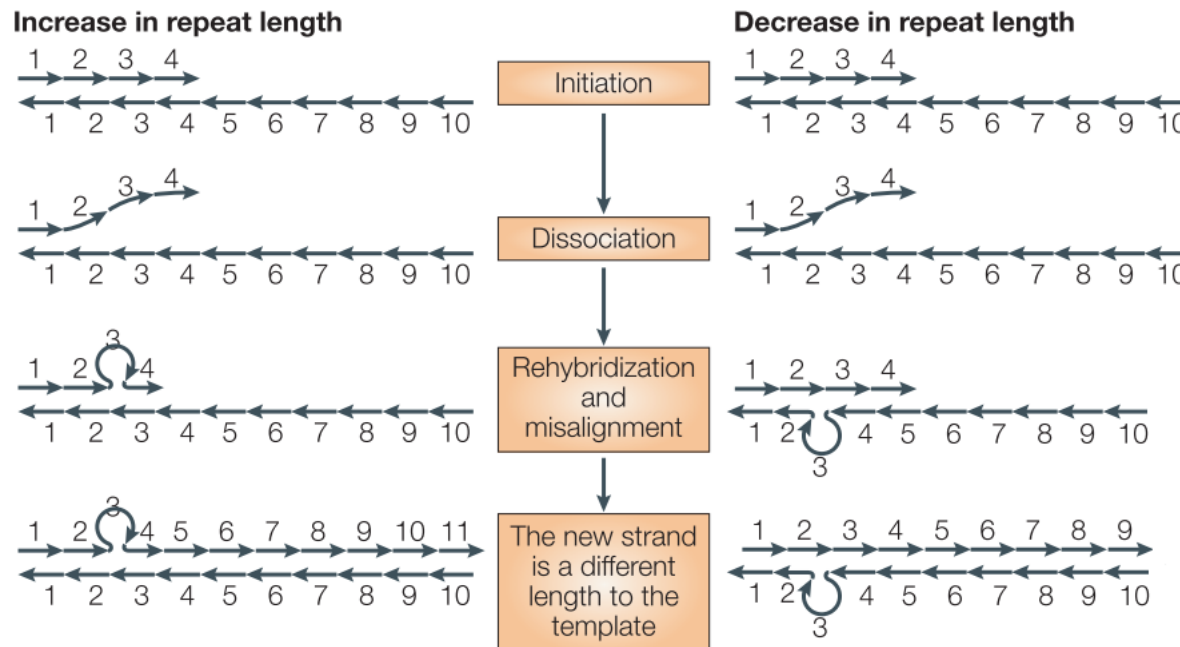 Increase in repeat length
Decrease in repeat length
1 2 3 4
1 2 3 4 5 6 7 8 9 10
Initiation
1 2 3 4
1 2 3 4 5 6 7 8 9 10
1 2 3 4
1 2 3 4 5 6 7 8 9 10
Dissociation
1 2 3 4
1 2 3 4 5 6 7 8 9 10
3
1 2 4
1 2 3 4 5 6 7 8 9 10
Rehybridization
and
misalignment
1 2 3 4
1 2 4 5 6 7 8 9 10
3
3
1 2 4 5 6 7 8 9 10 11
1 2 3 4 5 6 7 8 9 10
The new strand
is a different
length to the
template
1 2 3 4 5 6 7 8 9
1 2 4 5 6 7 8 9 10
3